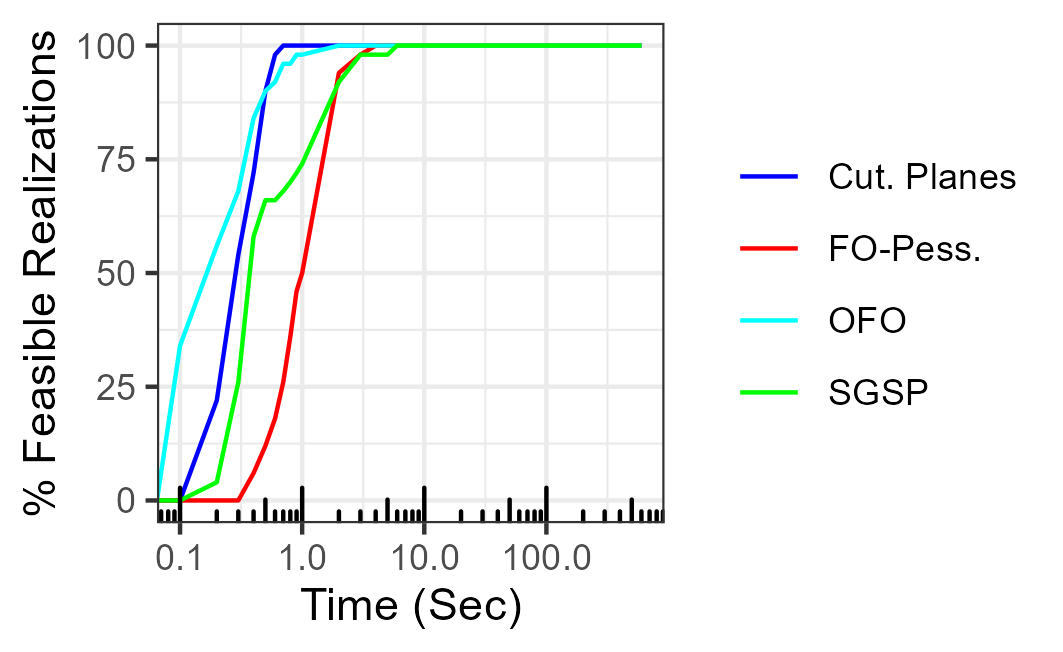 % Feasible Realizations
100
75
50
25
0
0.1 1.0 10.0 100.0
Time (Sec)
Cut. Planes
FO-Pess.
OFO
SGSP